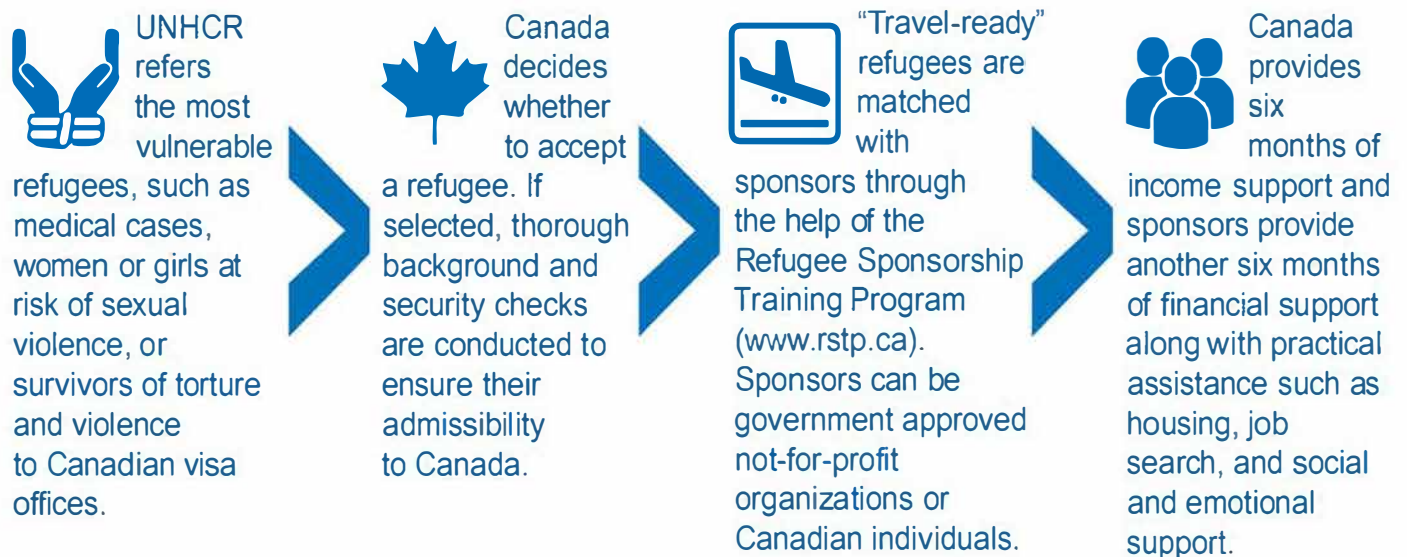 UNHCR
refers
the most
vulnerable
refugees, such as
medical cases,
women or girls at
risk of sexual
violence, or
survivors of torture
and violence
to Canadian visa
offices.
Canada
decides
whether
to accept
a refugee. If
selected, thorough
background and
security checks
are conducted to
ensure their
admissibility
to Canada.
“Travel-ready”
refugees are
matched
with
sponsors through
the help of the
Refugee Sponsorship
Training Program
(www.rstp.ca).
Sponsors can be
government approved
not-for-profit
organizations or
Canadian individuals.
Canada
provides
six
months of
income support and
sponsors provide
another six months
of financial support
along with practical
assistance such as
housing, job
search, and social
and emotional
support.